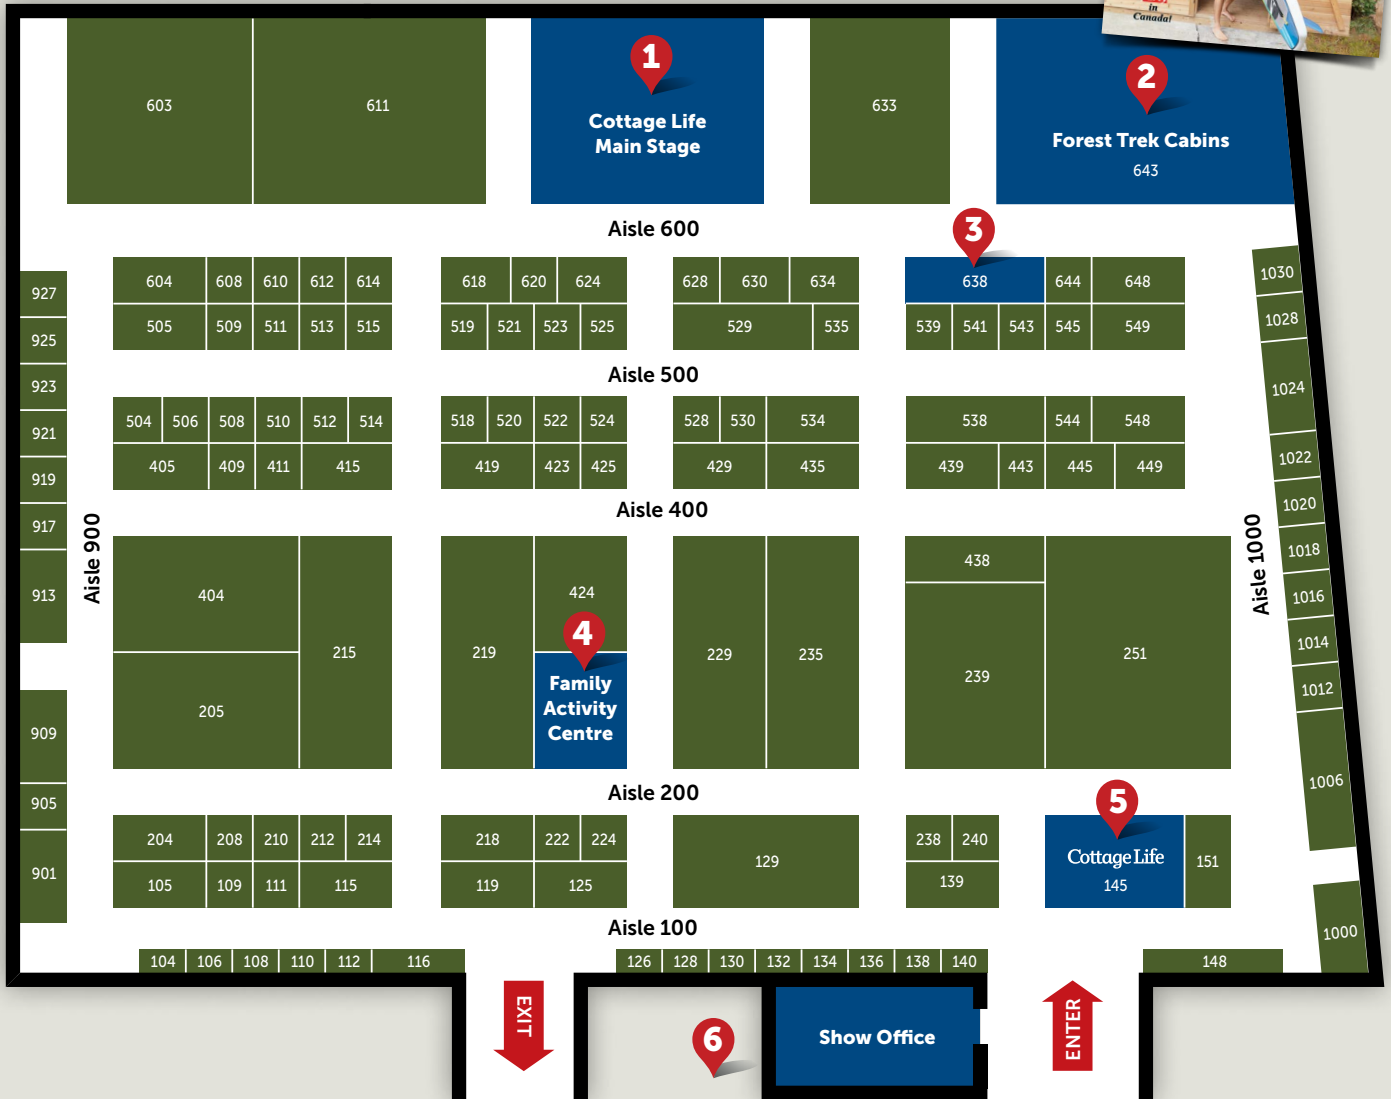 in
Canada!
1
2
603
611
Cottage Life
Main Stage
633
Forest Trek Cabins
643
Aisle 600
3
604 608 610 612 614 618 620 624 628 630 634 638 644 648
505 509 511 513 515 519 521 523 525 529 535 539 541 543 545 549
Aisle 500
504 506 508 510 512 514 518 520 522 524 528 530 534 538 544 548
405 409 411 415 419 423 425 429 435 439 443 445 449
Aisle 400
927
925
923
921
919
917
913
909
905
901
Aisle 900
404
205
215
219
424
4
Family
Activity
Centre
229
235
438
239
251
Aisle 1000
1030
1028
1024
1022
1020
1018
1016
1014
1012
1006
1000
Aisle 200
5
204 208 210 212 214 218 222 224 238 240
105 109 111 115 119 125 129 139
Cottage Life
145
151
Aisle 100
104 106 108 110 112 116 126 128 130 132 134 136 138 140 148
EXIT
6
Show Office
ENTER